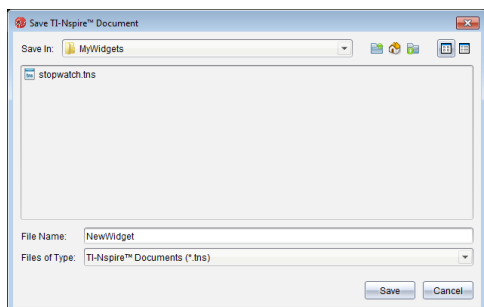 Save TI-Nspire™ Document
Save In: MyWidgets
stopwatch.tns
File Name: NewWidget
Files of Type: TI-Nspire™ Documents (*.tns)
Save Cancel